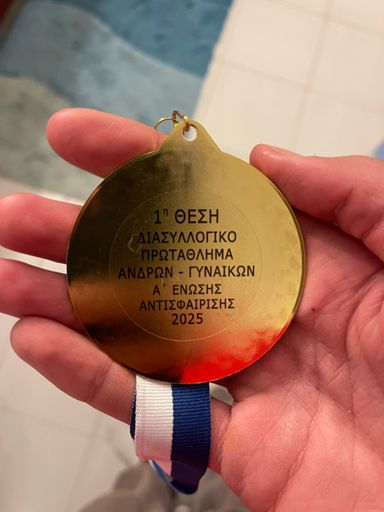 1η ΘΕΣΗ
ΔΙΑΣΥΛΛΟΓΙΚΟ
ΠΡΩΤΑΘΛΗΜΑ
ΑΝΔΡΩΝ - ΓΥΝΑΙΚΩΝ
Α΄ ΕΝΩΣΗΣ
ΑΝΤΙΣΦΑΙΡΙΣΗΣ
2025